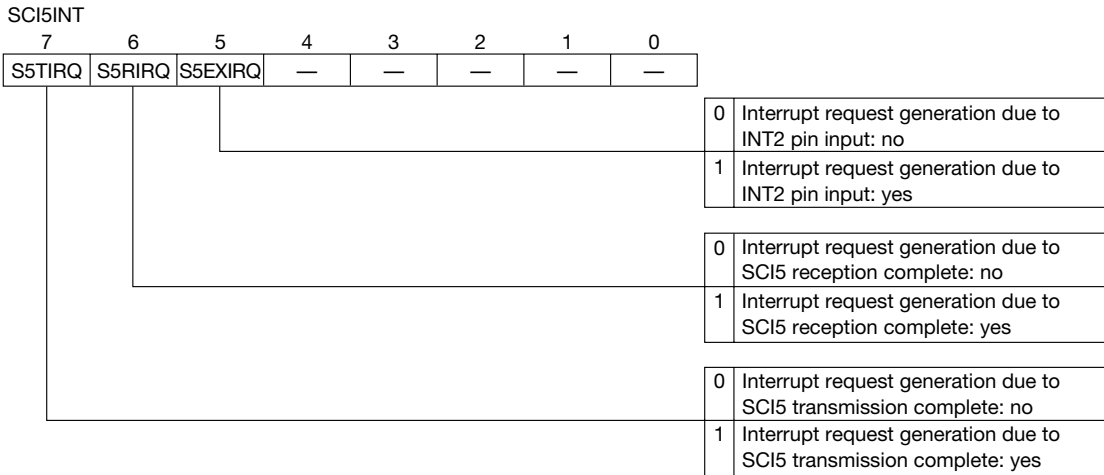 SCI5INT
7 6 5 4 3 2 1 0
S5TIRQ S5RIRQ S5EXIRQ — — — — —
0 Interrupt request generation due to
INT2 pin input: no
1 Interrupt request generation due to
INT2 pin input: yes
0 Interrupt request generation due to
SCI5 reception complete: no
1 Interrupt request generation due to
SCI5 reception complete: yes
0 Interrupt request generation due to
SCI5 transmission complete: no
1 Interrupt request generation due to
SCI5 transmission complete: yes